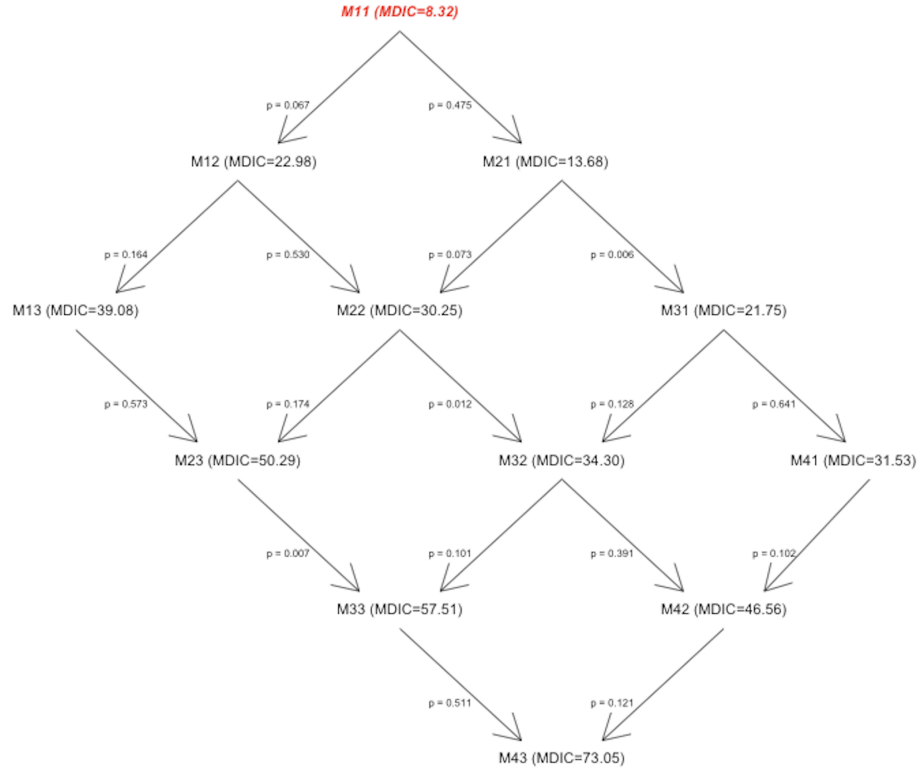 M11 (MDIC=8.32)
p = 0.067
p = 0.475
M12 (MDIC=22.98)
M21 (MDIC=13.68)
p = 0.164
p = 0.530
p = 0.073
p = 0.006
M13 (MDIC=39.08)
M22 (MDIC=30.25)
M31 (MDIC=21.75)
p = 0.573
p = 0.174
p = 0.012
p = 0.128
p = 0.641
M23 (MDIC=50.29)
M32 (MDIC=34.30)
M41 (MDIC=31.53)
p = 0.007
p = 0.101
p = 0.391
p = 0.102
M33 (MDIC=57.51)
M42 (MDIC=46.56)
p = 0.511
p = 0.121
M43 (MDIC=73.05)